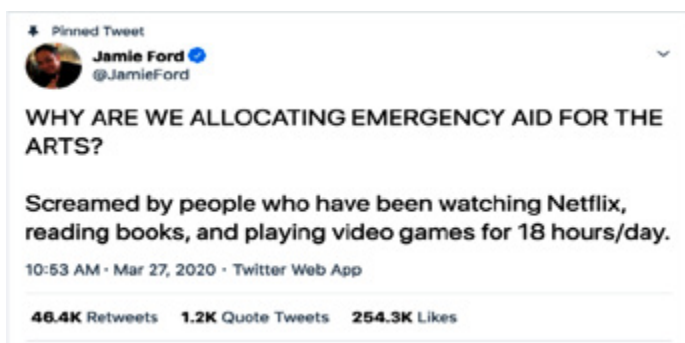 Pinned Tweet
Jamie Ford
@JamieFord
WHY ARE WE ALLOCATING EMERGENCY AID FOR THE
ARTS?
Screamed by people who have been watching Netflix,
reading books, and playing video games for 18 hours/day.
10:53 AM · Mar 27, 2020 · Twitter Web App
46.4K Retweets 1.2K Quote Tweets 254.3K Likes